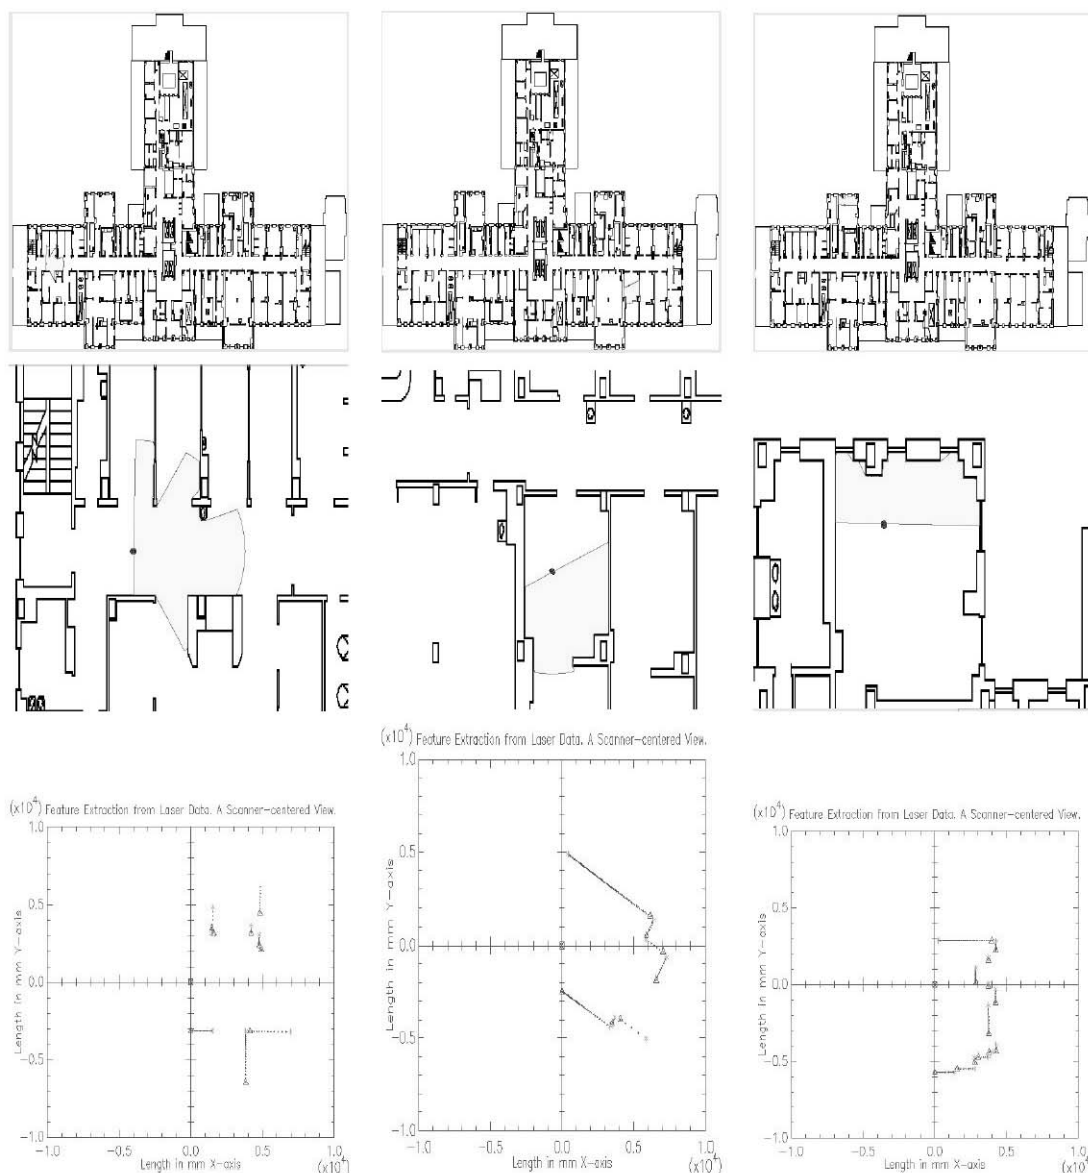 (x10⁴) Feature Extraction from Laser Data. A Scanner-centered View.
1.0
0.5
0.0
-0.5
-1.0
Length in mm Y-axis
-1.0 -0.5 0.0 0.5 1.0
Length in mm X-axis (x10⁴)
(x10⁴) Feature Extraction from Laser Data. A Scanner-centered View.
1.0
0.5
0.0
-0.5
-1.0
Length in mm Y-axis
-1.0 -0.5 0.0 0.5 1.0
Length in mm X-axis (x10⁴)
(x10⁴) Feature Extraction from Laser Data. A Scanner-centered View.
1.0
0.5
0.0
-0.5
-1.0
Length in mm Y-axis
-1.0 -0.5 0.0 0.5 1.0
Length in mm X-axis (x10⁴)